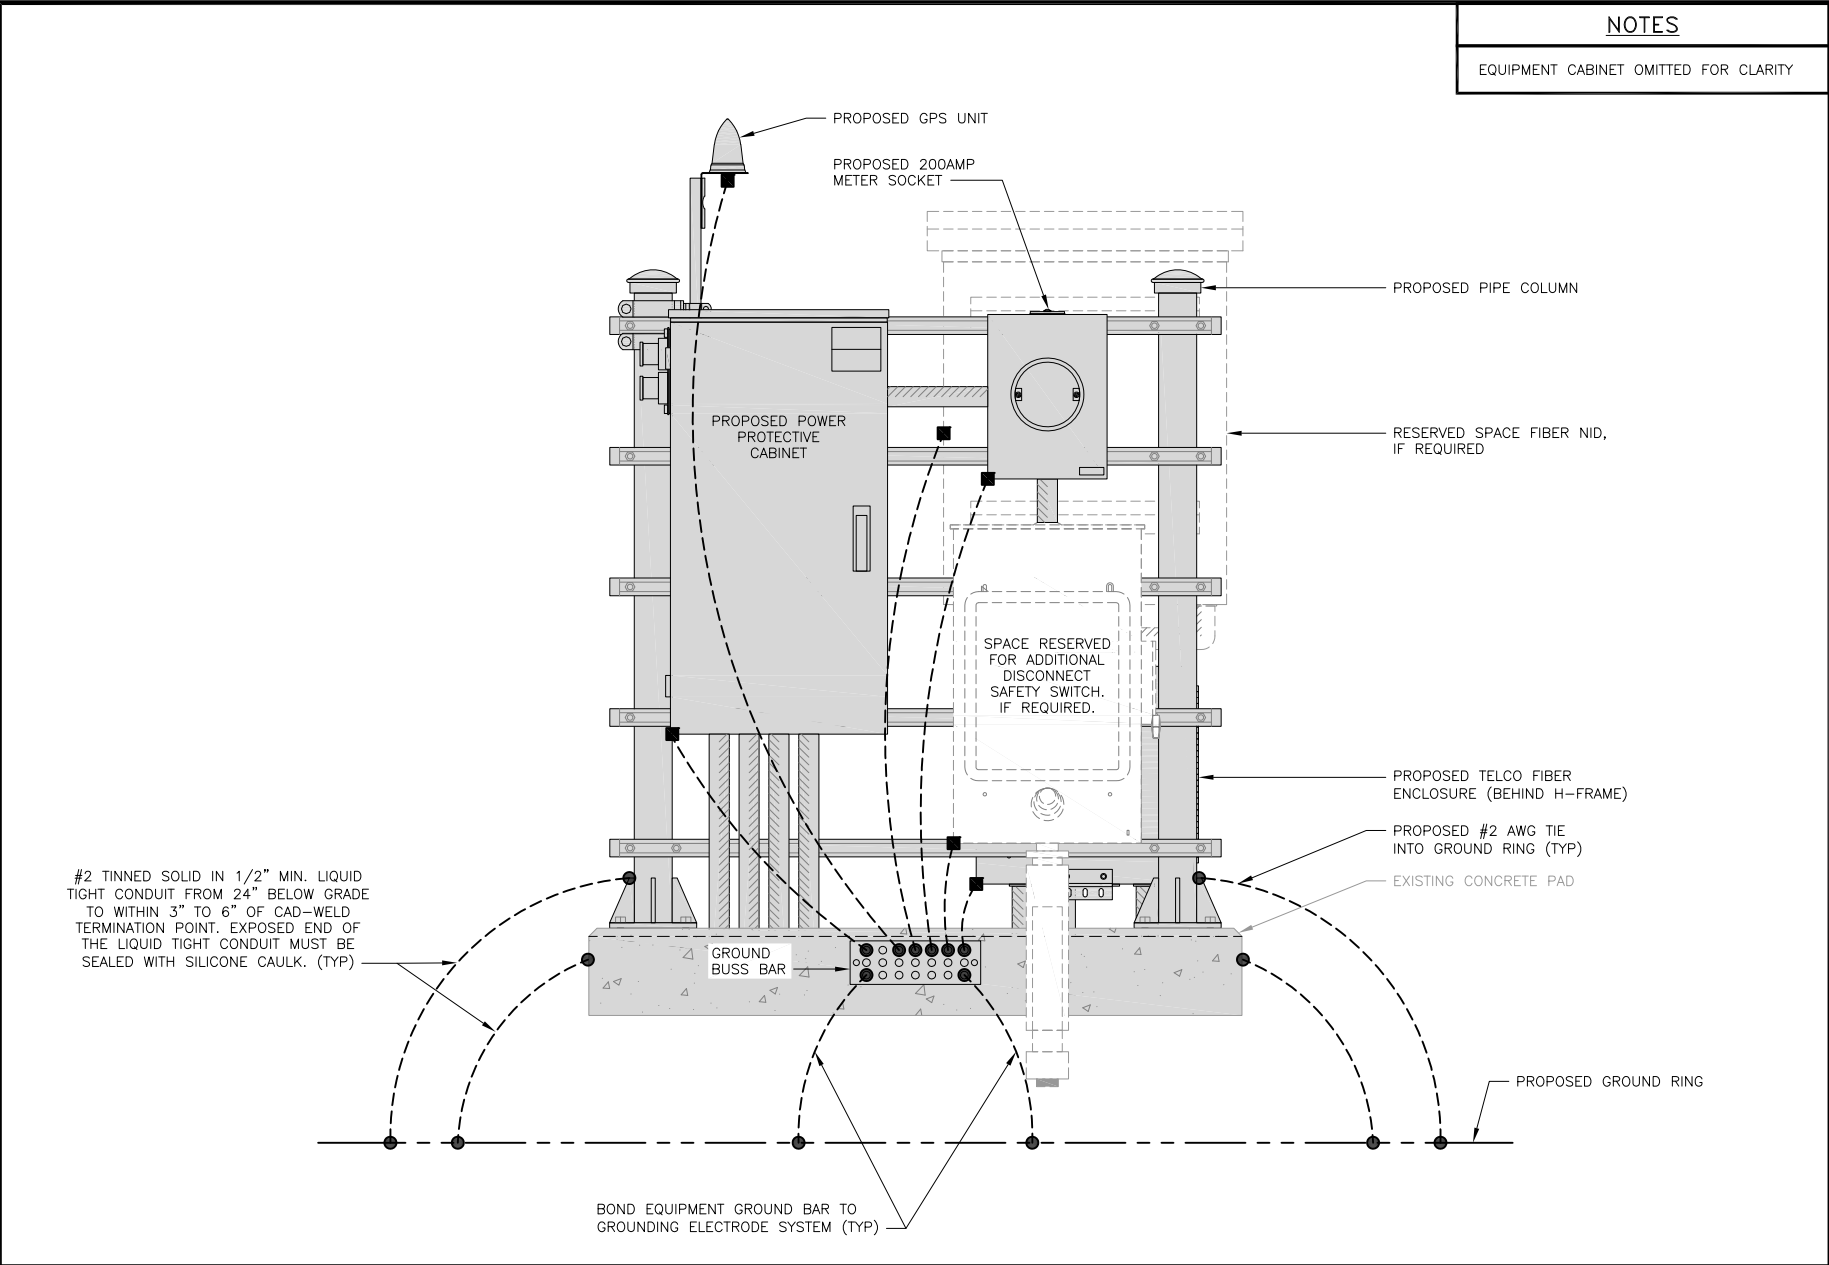 NOTES
EQUIPMENT CABINET OMITTED FOR CLARITY
PROPOSED GPS UNIT
PROPOSED 200AMP
METER SOCKET
PROPOSED PIPE COLUMN
PROPOSED POWER
PROTECTIVE
CABINET
RESERVED SPACE FIBER NID,
IF REQUIRED
SPACE RESERVED
FOR ADDITIONAL
DISCONNECT
SAFETY SWITCH.
IF REQUIRED.
PROPOSED TELCO FIBER
ENCLOSURE (BEHIND H-FRAME)
PROPOSED #2 AWG TIE
INTO GROUND RING (TYP)
EXISTING CONCRETE PAD
#2 TINNED SOLID IN 1/2" MIN. LIQUID
TIGHT CONDUIT FROM 24" BELOW GRADE
TO WITHIN 3" TO 6" OF CAD-WELD
TERMINATION POINT. EXPOSED END OF
THE LIQUID TIGHT CONDUIT MUST BE
SEALED WITH SILICONE CAULK. (TYP)
GROUND
BUSS BAR
PROPOSED GROUND RING
BOND EQUIPMENT GROUND BAR TO
GROUNDING ELECTRODE SYSTEM (TYP)